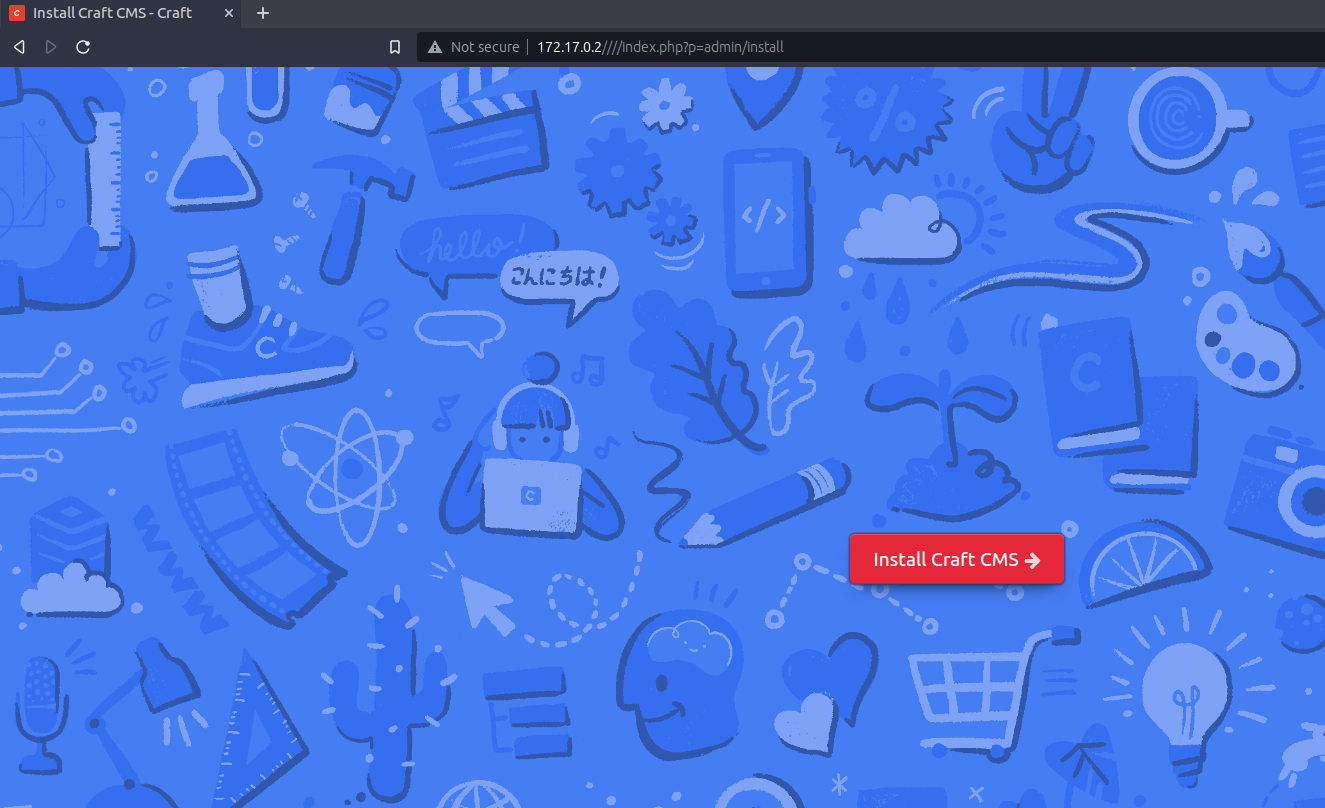 Install Craft CMS - Craft
Not secure
172.17.0.2////index.php?p=admin/install
hello!
こんにちは!
</>
C
C
C
C
Install Craft CMS